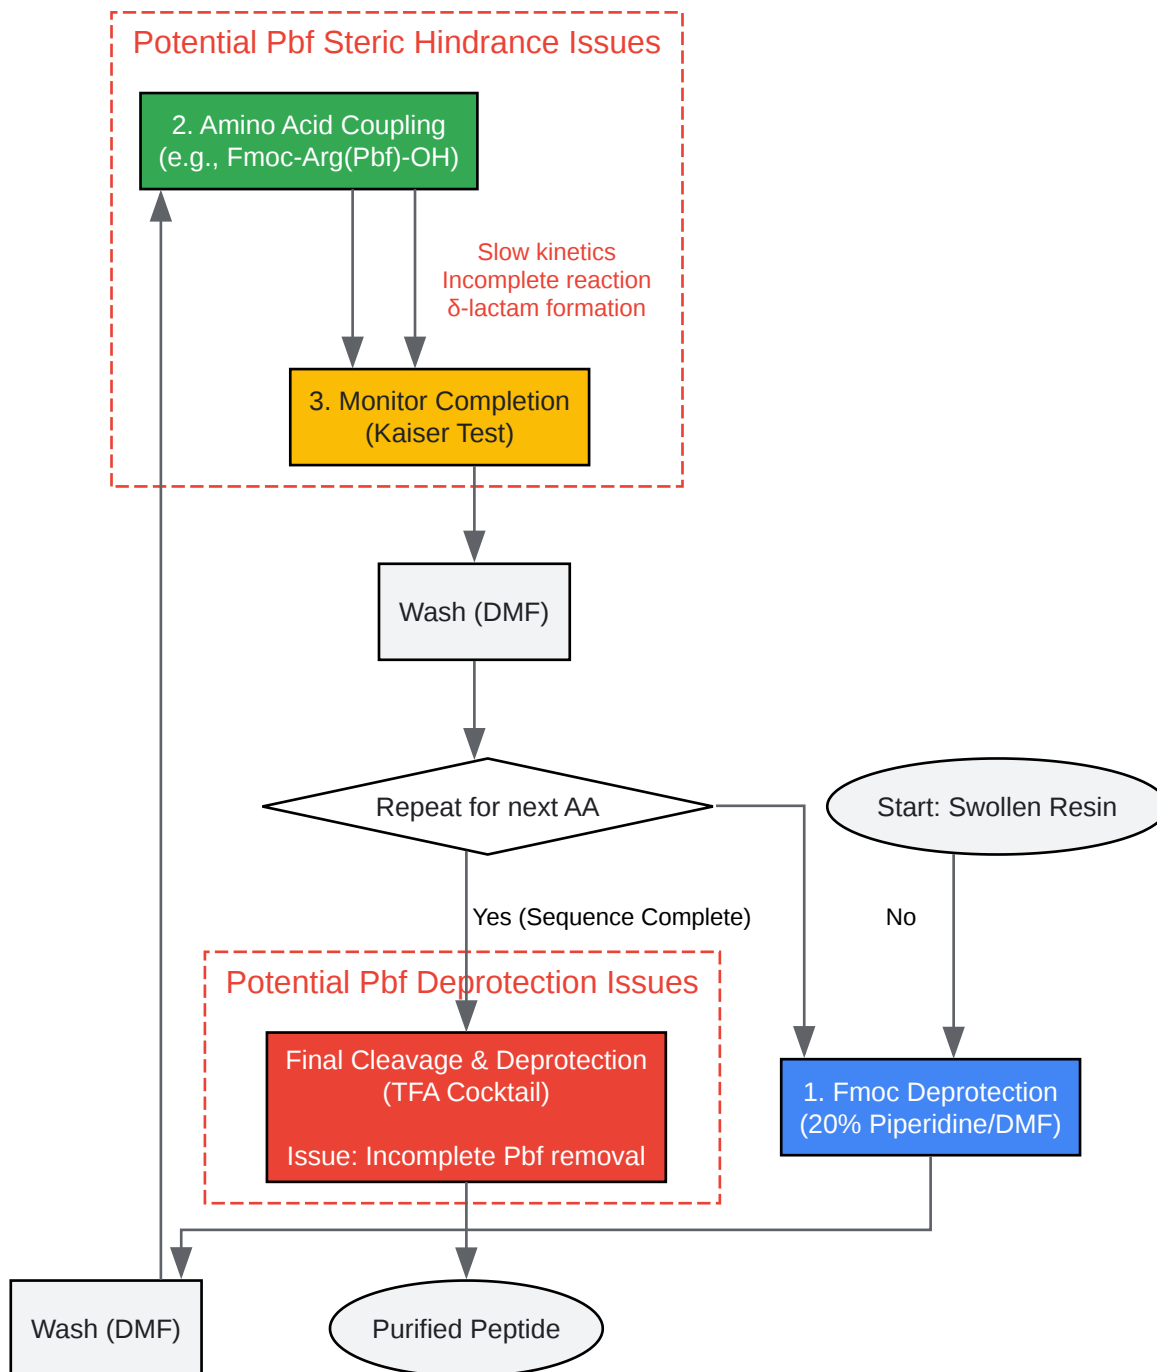 Potential Pbf Steric Hindrance Issues
2. Amino Acid Coupling
(e.g., Fmoc-Arg(Pbf)-OH)
Slow kinetics
Incomplete reaction
δ-lactam formation
3. Monitor Completion
(Kaiser Test)
Wash (DMF)
Repeat for next AA
Start: Swollen Resin
Yes (Sequence Complete)
No
Potential Pbf Deprotection Issues
Final Cleavage & Deprotection
(TFA Cocktail)
Issue: Incomplete Pbf removal
1. Fmoc Deprotection
(20% Piperidine/DMF)
Wash (DMF)
Purified Peptide